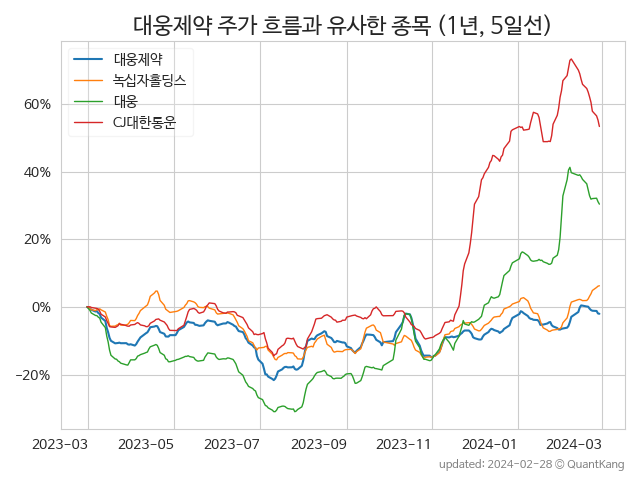 대웅제약 주가 흐름과 유사한 종목 (1년, 5일선)
대웅제약
녹십자홀딩스
대웅
CJ대한통운
60%
40%
20%
0%
−20%
2023-03 2023-05 2023-07 2023-09 2023-11 2024-01 2024-03
updated: 2024-02-28 © QuantKang